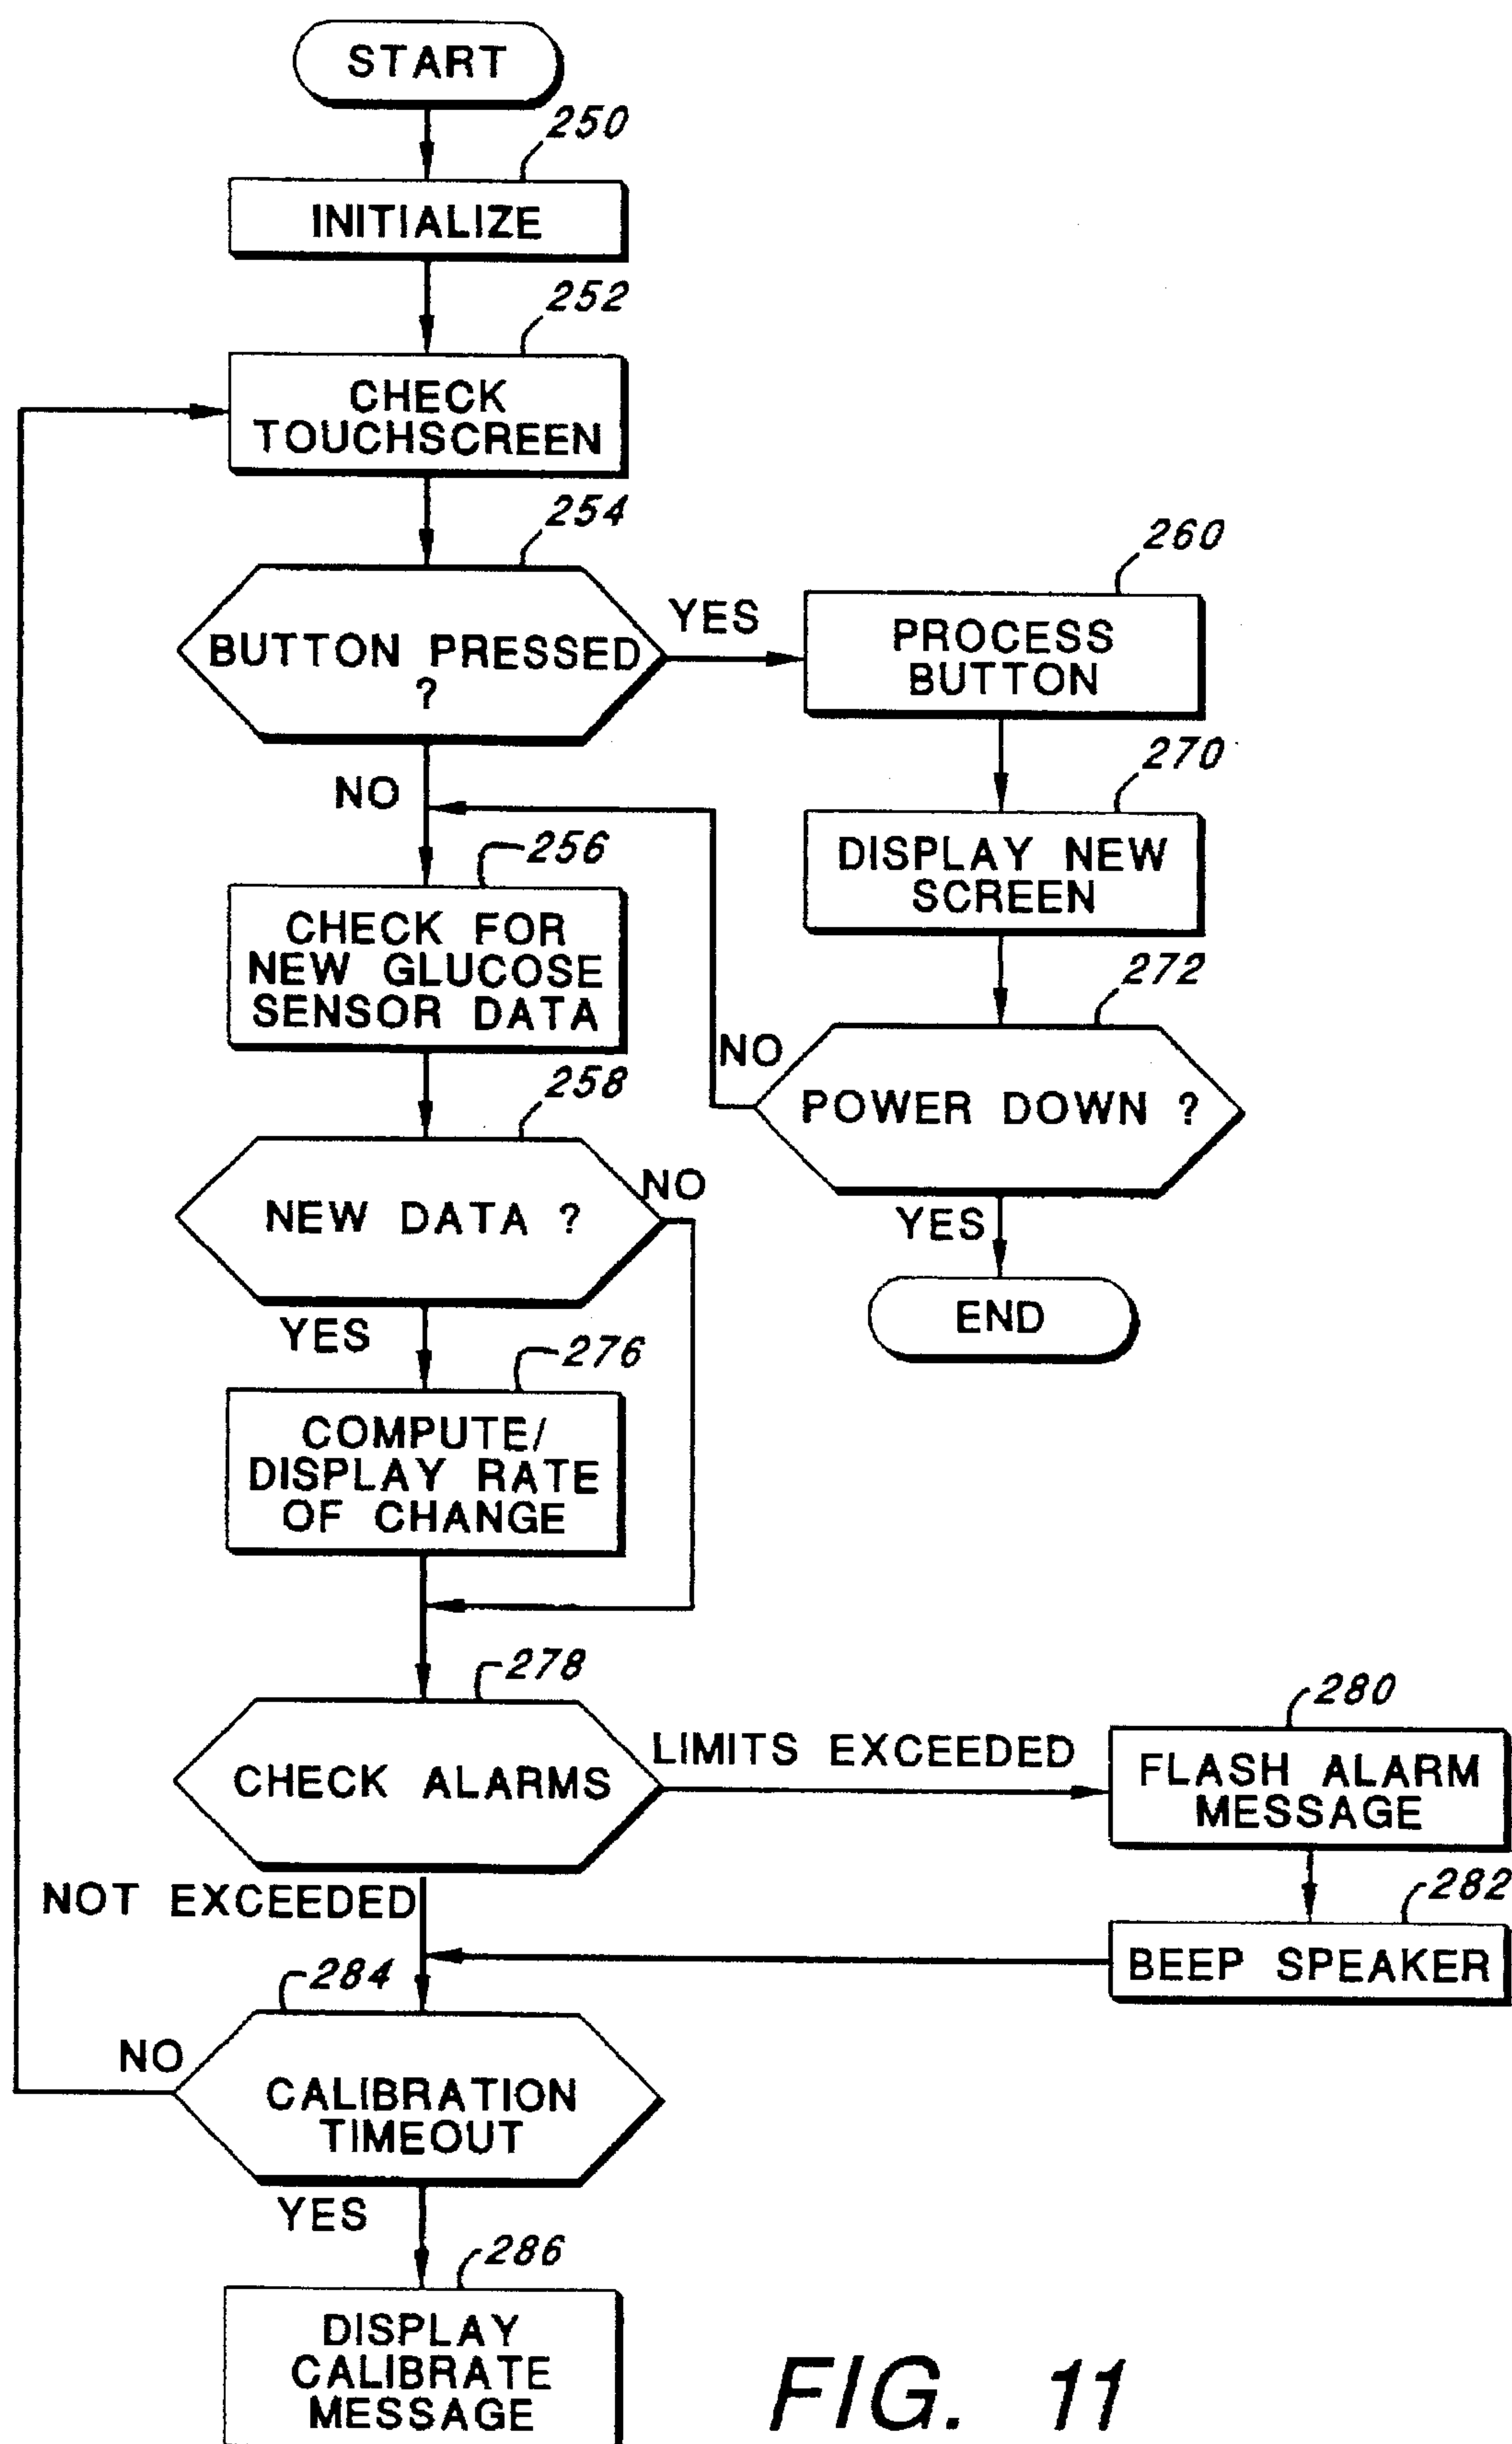 START
250
INITIALIZE
252
CHECK
TOUCHSCREEN
254
BUTTON PRESSED
?
YES
260
PROCESS
BUTTON
NO
270
DISPLAY NEW
SCREEN
256
CHECK FOR
NEW GLUCOSE
SENSOR DATA
272
NO
POWER DOWN ?
YES
END
258
NEW DATA ?
NO
YES
276
COMPUTE/
DISPLAY RATE
OF CHANGE
278
CHECK ALARMS
LIMITS EXCEEDED
280
FLASH ALARM
MESSAGE
282
BEEP SPEAKER
NOT EXCEEDED
284
NO
CALIBRATION
TIMEOUT
YES
286
DISPLAY
CALIBRATE
MESSAGE
FIG. 11